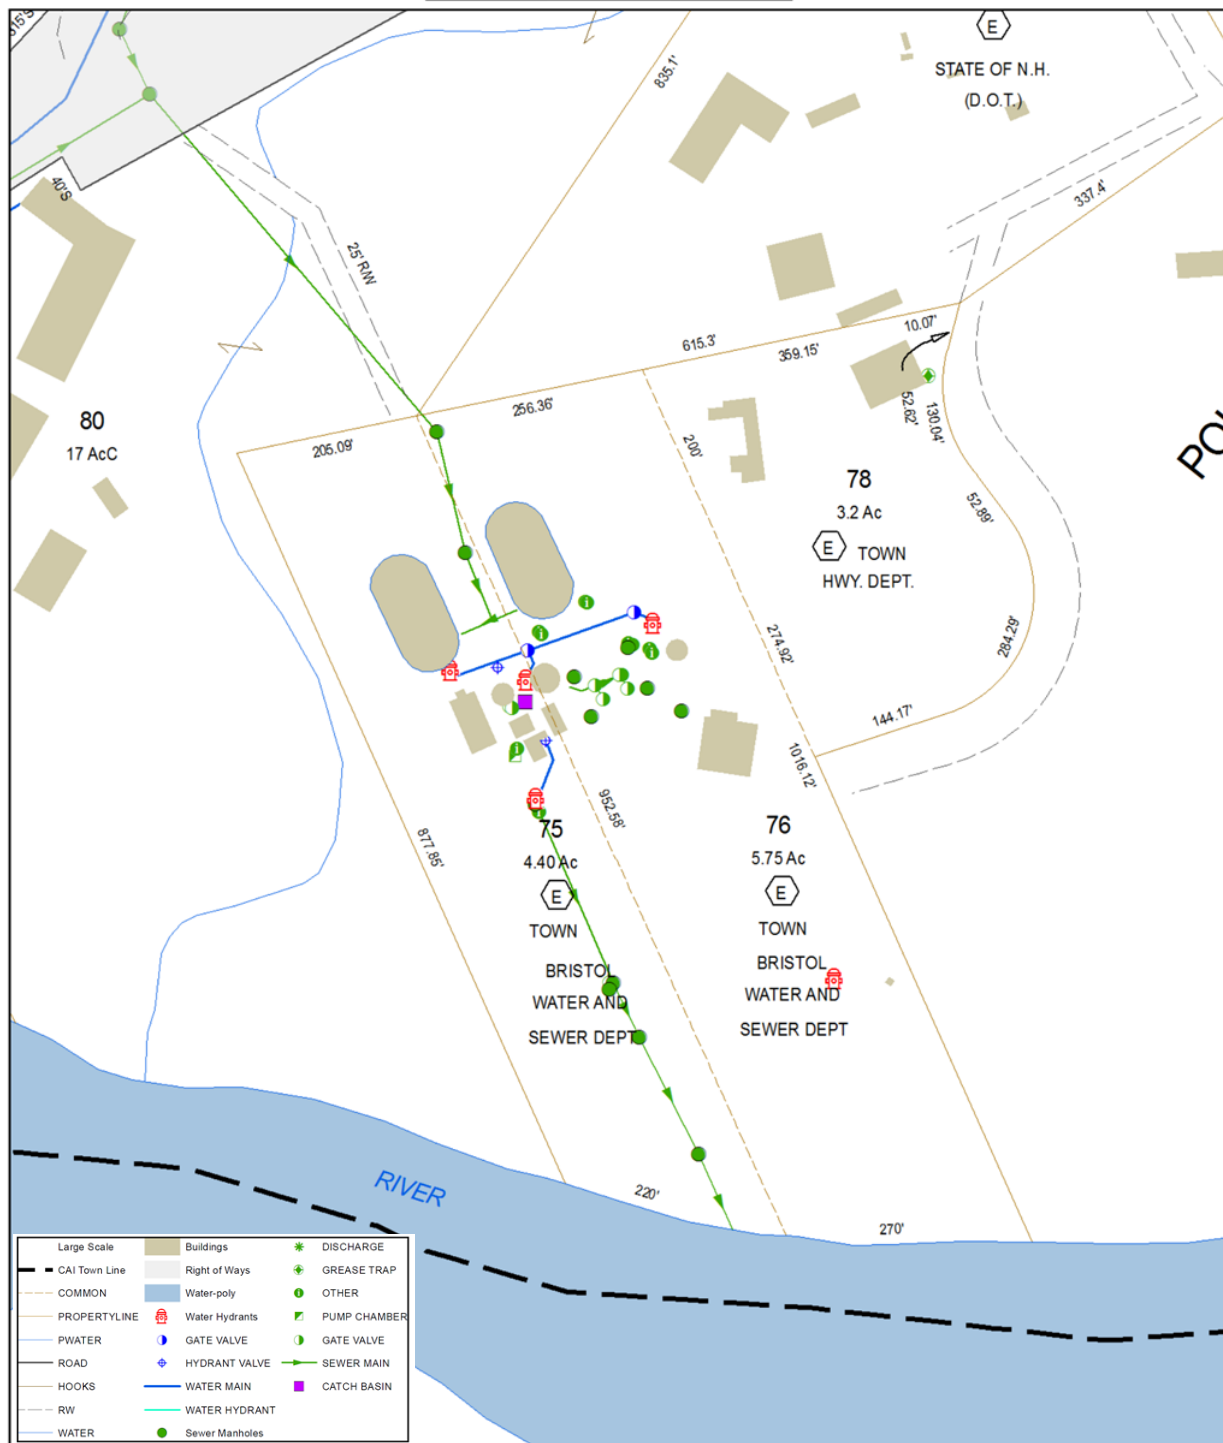 315'S
835.1'
E
STATE OF N.H.
(D.O.T.)
40'S
337.4'
25' R/W
10.07'
615.3'
359.15'
52.62'
130.04'
256.36'
205.09'
200'
80
17 AcC
78
3.2 Ac
E
TOWN
HWY. DEPT.
52.89'
284.29'
274.92'
144.17'
1016.12'
952.58'
877.85'
75
4.40 Ac
E
TOWN
BRISTOL
WATER AND
SEWER DEPT
76
5.75 Ac
E
TOWN
BRISTOL
WATER AND
SEWER DEPT
RIVER
220'
270'
Large Scale
CAI Town Line
COMMON
PROPERTYLINE
PWATER
ROAD
HOOKS
RW
WATER
Buildings
Right of Ways
Water-poly
Water Hydrants
GATE VALVE
HYDRANT VALVE
WATER MAIN
WATER HYDRANT
Sewer Manholes
DISCHARGE
GREASE TRAP
OTHER
PUMP CHAMBER
GATE VALVE
SEWER MAIN
CATCH BASIN